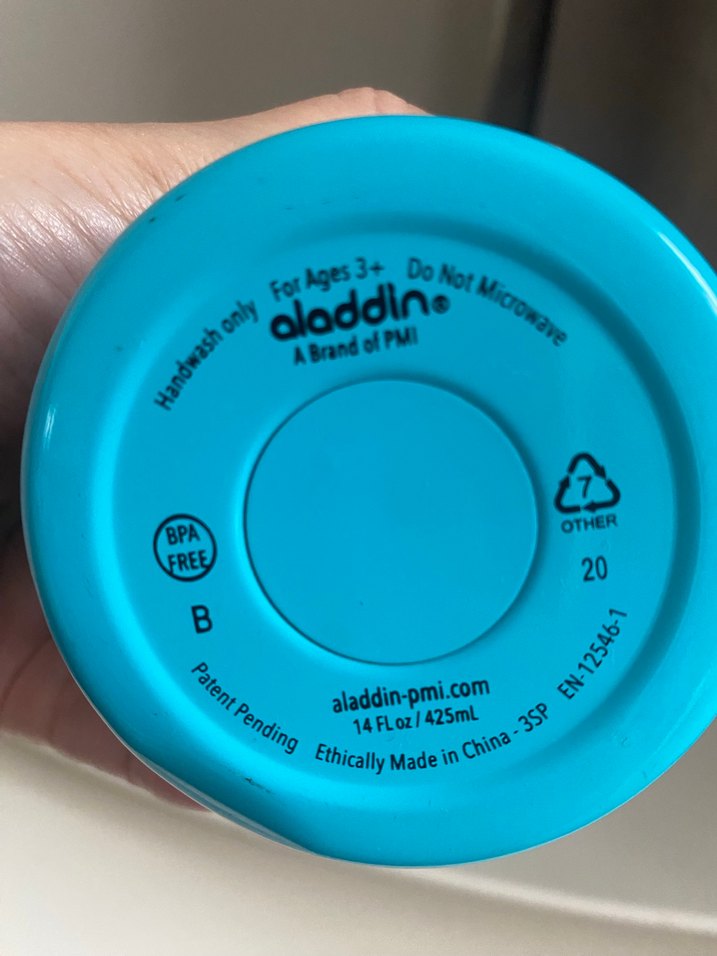 For Ages 3+
Do Not Microwave
Handwash only
aladdin®
A Brand of PMI
7
OTHER
BPA
FREE
20
B
EN-12546-1
Patent Pending
aladdin-pmi.com
14 FL oz / 425mL
Ethically Made in China - 3SP